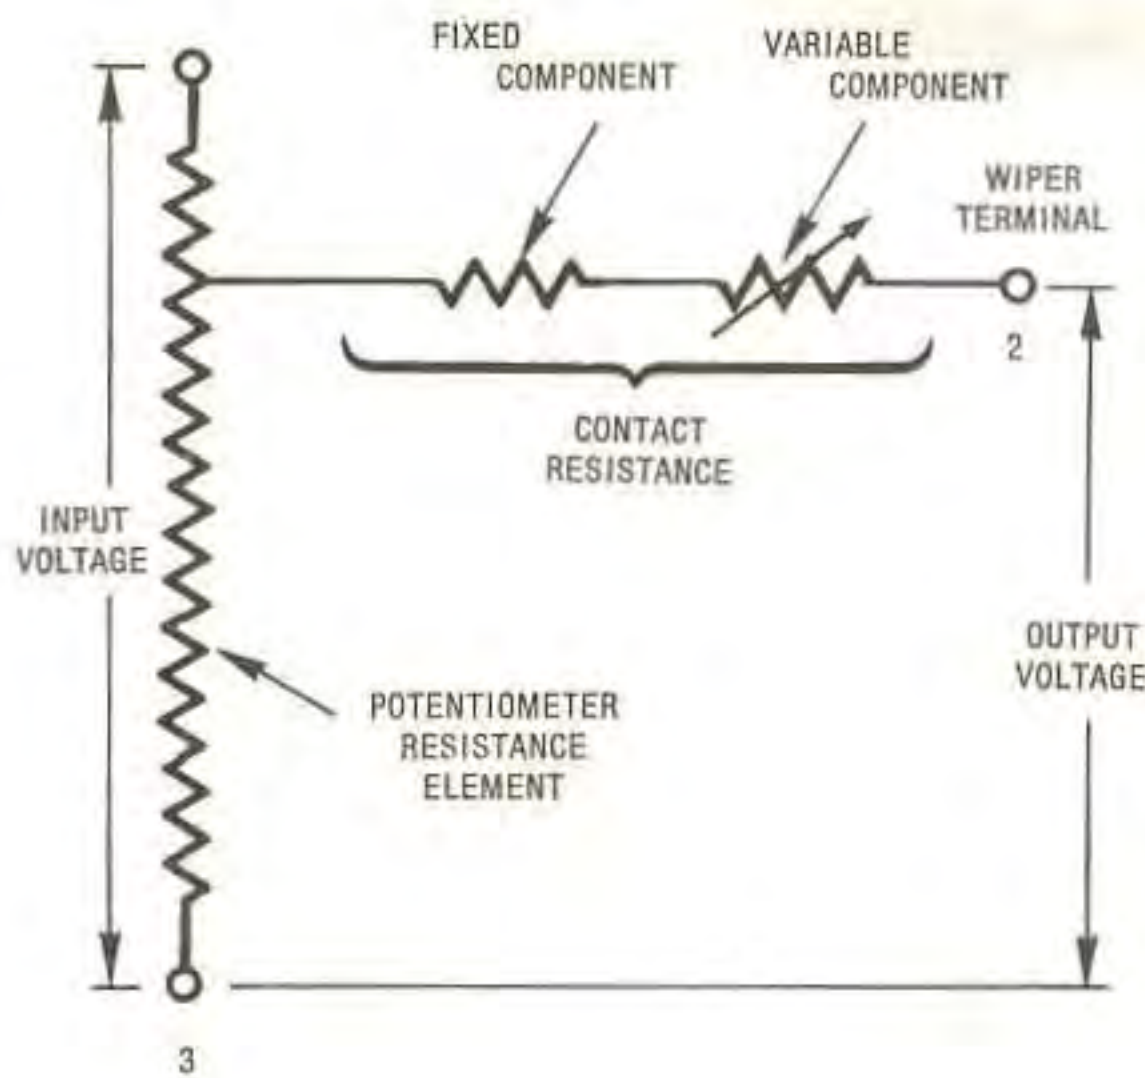 FIXED
COMPONENT
VARIABLE
COMPONENT
WIPER
TERMINAL
2
CONTACT
RESISTANCE
INPUT
VOLTAGE
OUTPUT
VOLTAGE
POTENTIOMETER
RESISTANCE
ELEMENT
3